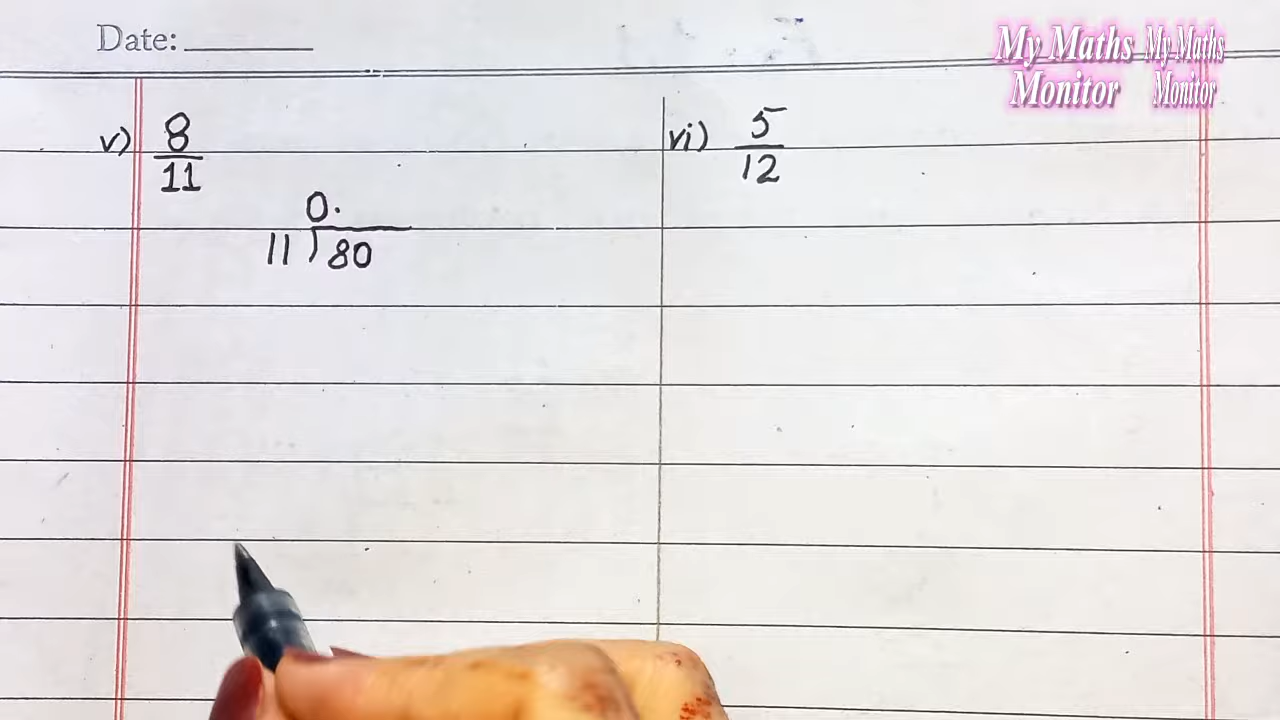 Date:
My Maths Monitor
My Maths Monitor
v) 8/11
0.
11 ) 80
vi) 5/12